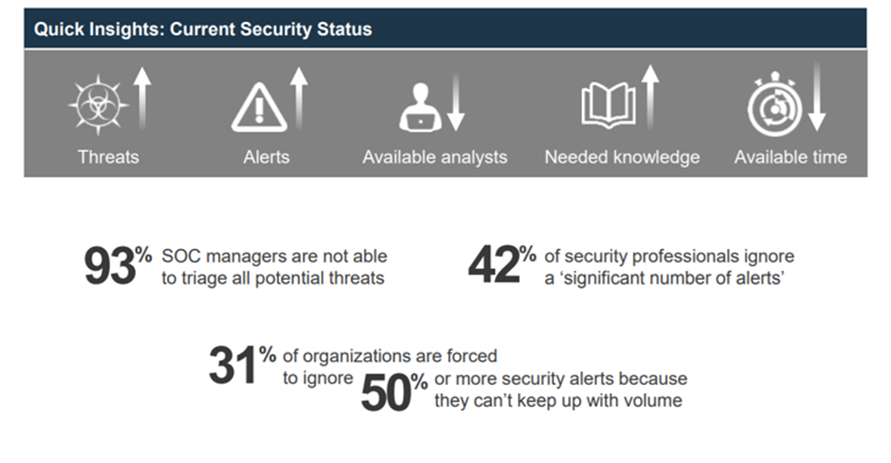 Quick Insights: Current Security Status
Threats
Alerts
Available analysts
Needed knowledge
Available time
93% SOC managers are not able
to triage all potential threats
42% of security professionals ignore
a ‘significant number of alerts’
31% of organizations are forced
to ignore 50% or more security alerts because
they can’t keep up with volume